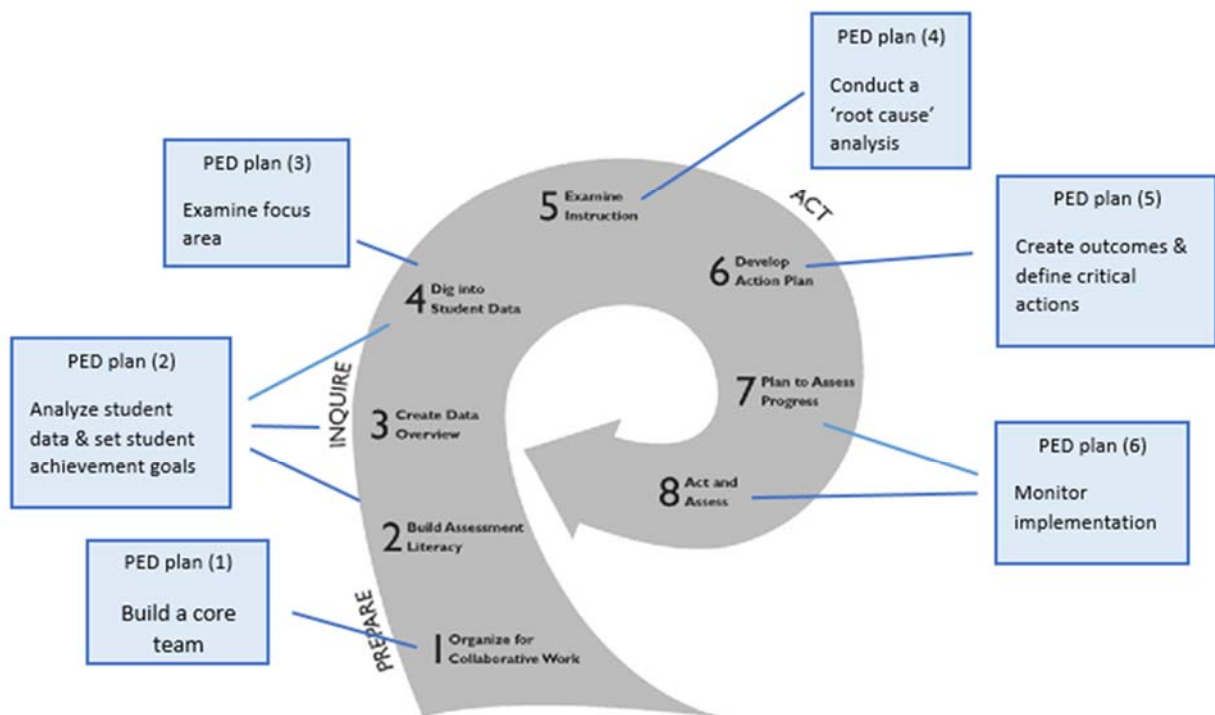 PED plan (4)
Conduct a
‘root cause’
analysis
PED plan (3)
Examine focus
area
5 Examine
Instruction
ACT
PED plan (5)
Create outcomes &
define critical
actions
6 Develop
Action Plan
4 Dig into
Student Data
PED plan (2)
Analyze student
data & set student
achievement goals
INQUIRE
3 Create Data
Overview
7 Plan to Assess
Progress
PED plan (6)
Monitor
implementation
8 Act and
Assess
2 Build Assessment
Literacy
PED plan (1)
Build a core
team
PREPARE
1 Organize for
Collaborative Work